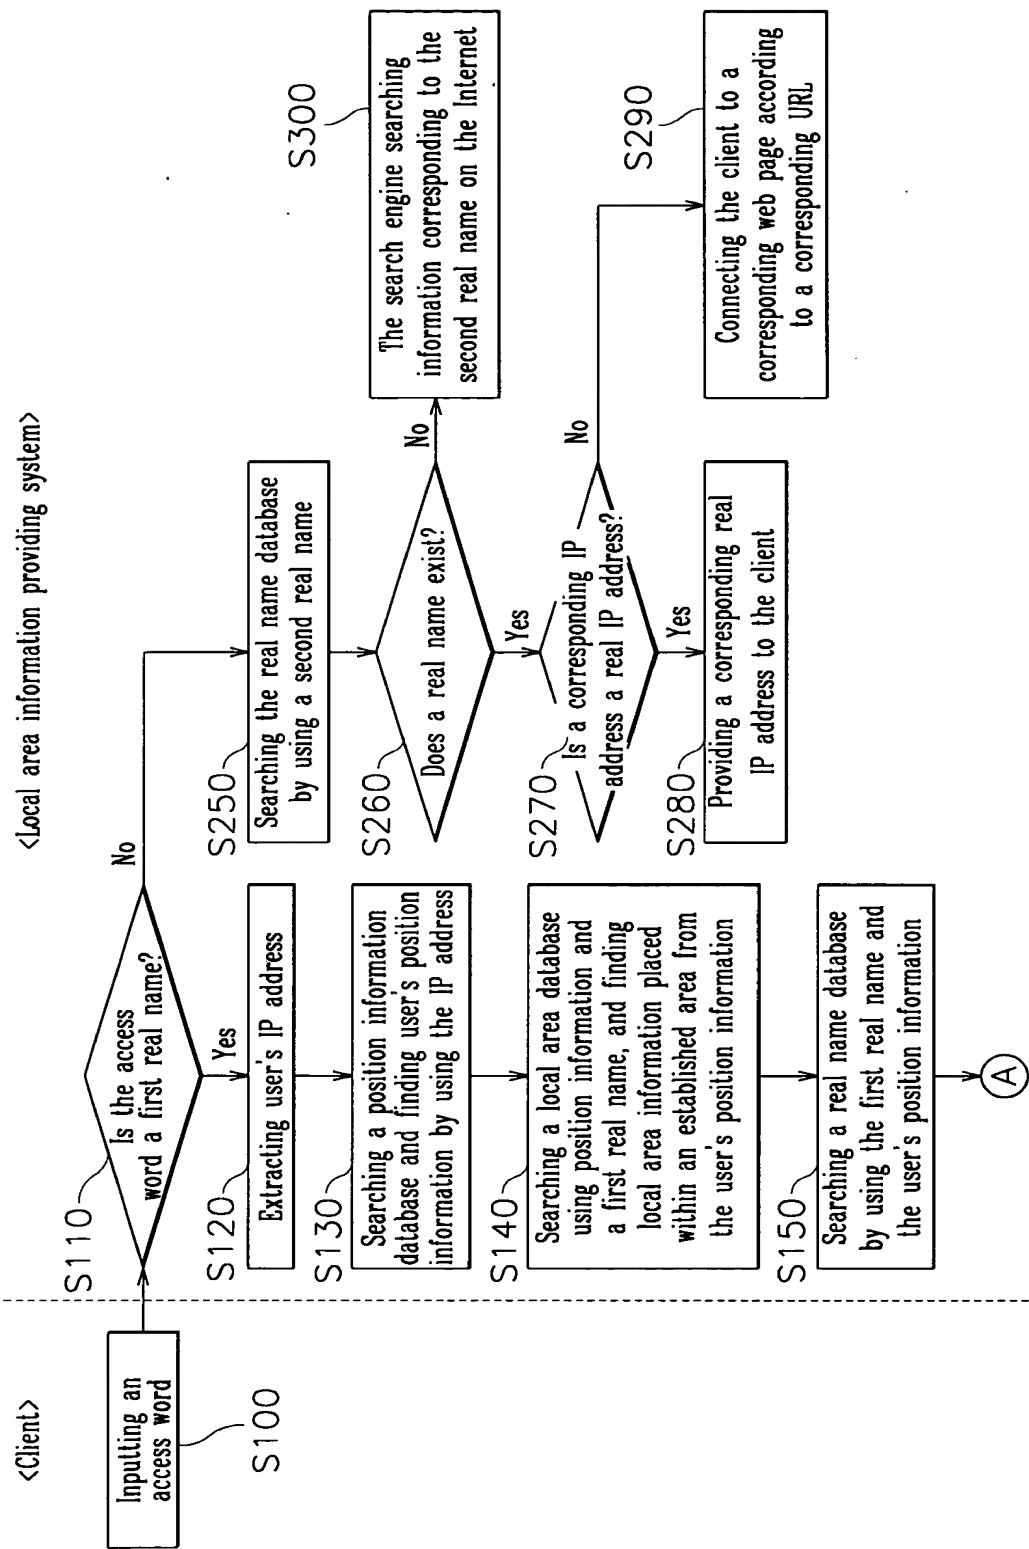 <Client>
<Local area information providing system>
Inputting an
access word
S100
S110
Is the access
word a first real name?
No
Yes
S120
Extracting user's IP address
S130
Searching a position information
database and finding user's position
information by using the IP address
S140
Searching a local area database
using position information and
a first real name, and finding
local area information placed
within an established area from
the user's position information
S150
Searching a real name database
by using the first real name and
the user's position information
A
S250
Searching the real name database
by using a second real name
S260
Does a real name exist?
No
Yes
S300
The search engine searching
information corresponding to the
second real name on the Internet
S270
Is a corresponding IP
address a real IP address?
No
Yes
S280
Providing a corresponding real
IP address to the client
S290
Connecting the client to a
corresponding web page according
to a corresponding URL